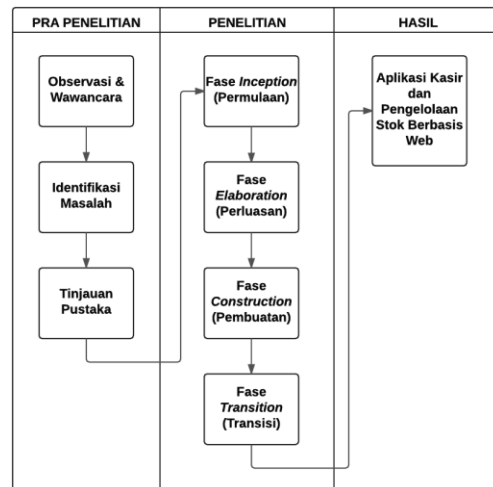 PRA PENELITIAN
Observasi &
Wawancara
Identifikasi
Masalah
Tinjauan
Pustaka
PENELITIAN
Fase Inception
(Permulaan)
Fase
Elaboration
(Perluasan)
Fase
Construction
(Pembuatan)
Fase
Transition
(Transisi)
HASIL
Aplikasi Kasir
dan
Pengelolaan
Stok Berbasis
Web